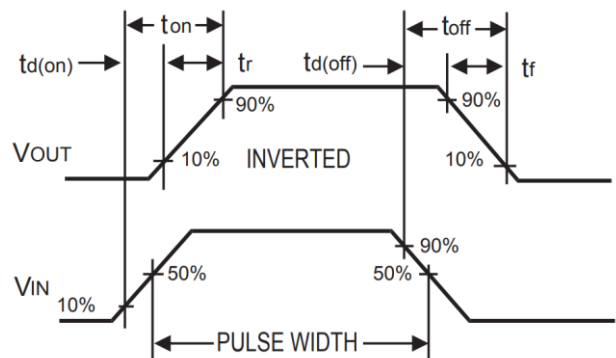 ton toff
td(on) tr td(off) tf
90% 90%
VOUT 10% INVERTED 10%
90%
VIN 50% 50%
10%
PULSE WIDTH